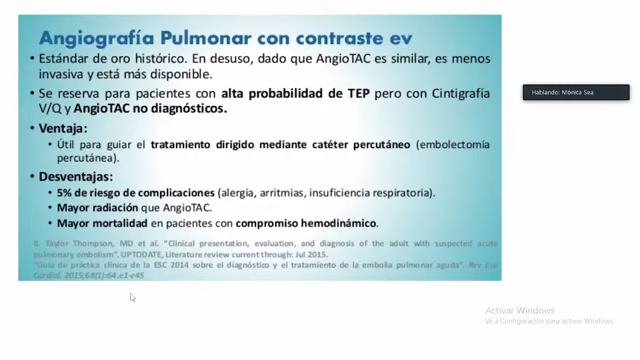 Angiografía Pulmonar con contraste ev
• Estándar de oro histórico. En desuso, dado que AngioTAC es similar, es menos
invasiva y está más disponible.
• Se reserva para pacientes con alta probabilidad de TEP pero con Cintigrafía
V/Q y AngioTAC no diagnósticos.
• Ventaja:
• Útil para guiar el tratamiento dirigido mediante catéter percutáneo (embolectomía
percutánea).
• Desventajas:
• 5% de riesgo de complicaciones (alergia, arritmias, insuficiencia respiratoria).
• Mayor radiación que AngioTAC.
• Mayor mortalidad en pacientes con compromiso hemodinámico.
B. Taylor Thompson, MD et al. "Clinical presentation, evaluation, and diagnosis of the adult with suspected acute
pulmonary embolism". UPTODATE, Literature review current through: Jul 2015.
"Guía de práctica clínica de la ESC 2014 sobre el diagnóstico y el tratamiento de la embolia pulmonar aguda". Rev Esp
Cardiol. 2015;68(1):64.e1-e45
Hablando: Mónica Sea
Activar Windows
Ve a Configuración para activar Windows.